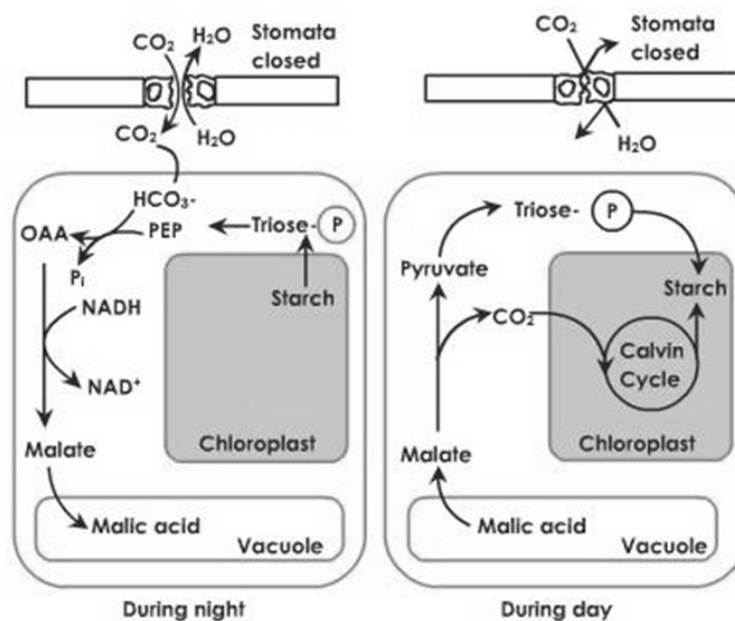 CO₂
H₂O
Stomata
closed
CO₂
H₂O
HCO₃-
OAA
PEP
Triose- P
Pᵢ
NADH
Starch
NAD⁺
Malate
Chloroplast
Malic acid
Vacuole
During night
CO₂
Stomata
closed
H₂O
Triose- P
Pyruvate
Starch
CO₂
Calvin
Cycle
Malate
Chloroplast
Malic acid
Vacuole
During day